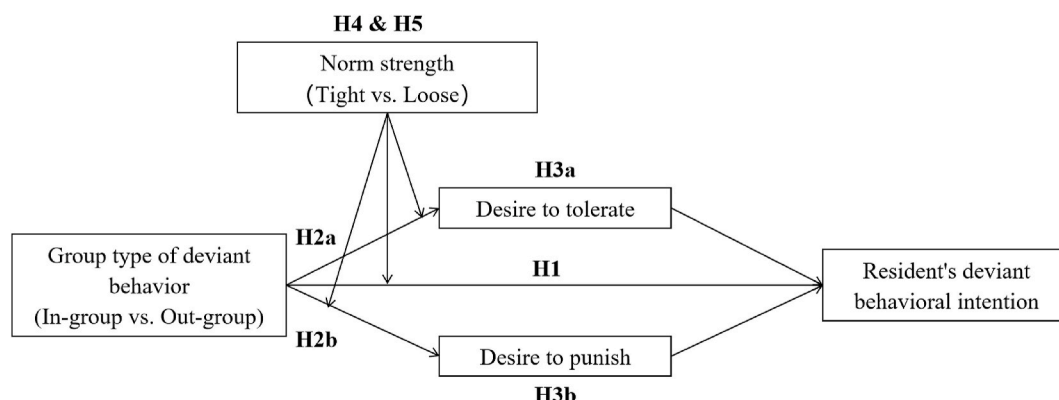 H4 & H5
Norm strength
(Tight vs. Loose)
H3a
Desire to tolerate
H2a
Group type of deviant
behavior
(In-group vs. Out-group)
H1
Resident's deviant
behavioral intention
H2b
Desire to punish
H3b